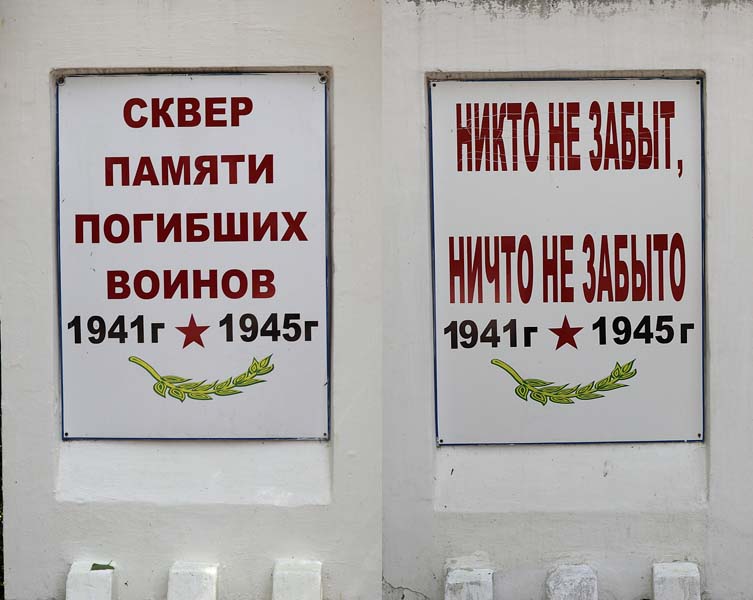 СКВЕР
ПАМЯТИ
ПОГИБШИХ
ВОИНОВ
1941г ★ 1945г
НИКТО НЕ ЗАБЫТ,
НИЧТО НЕ ЗАБЫТО
1941г ★ 1945г